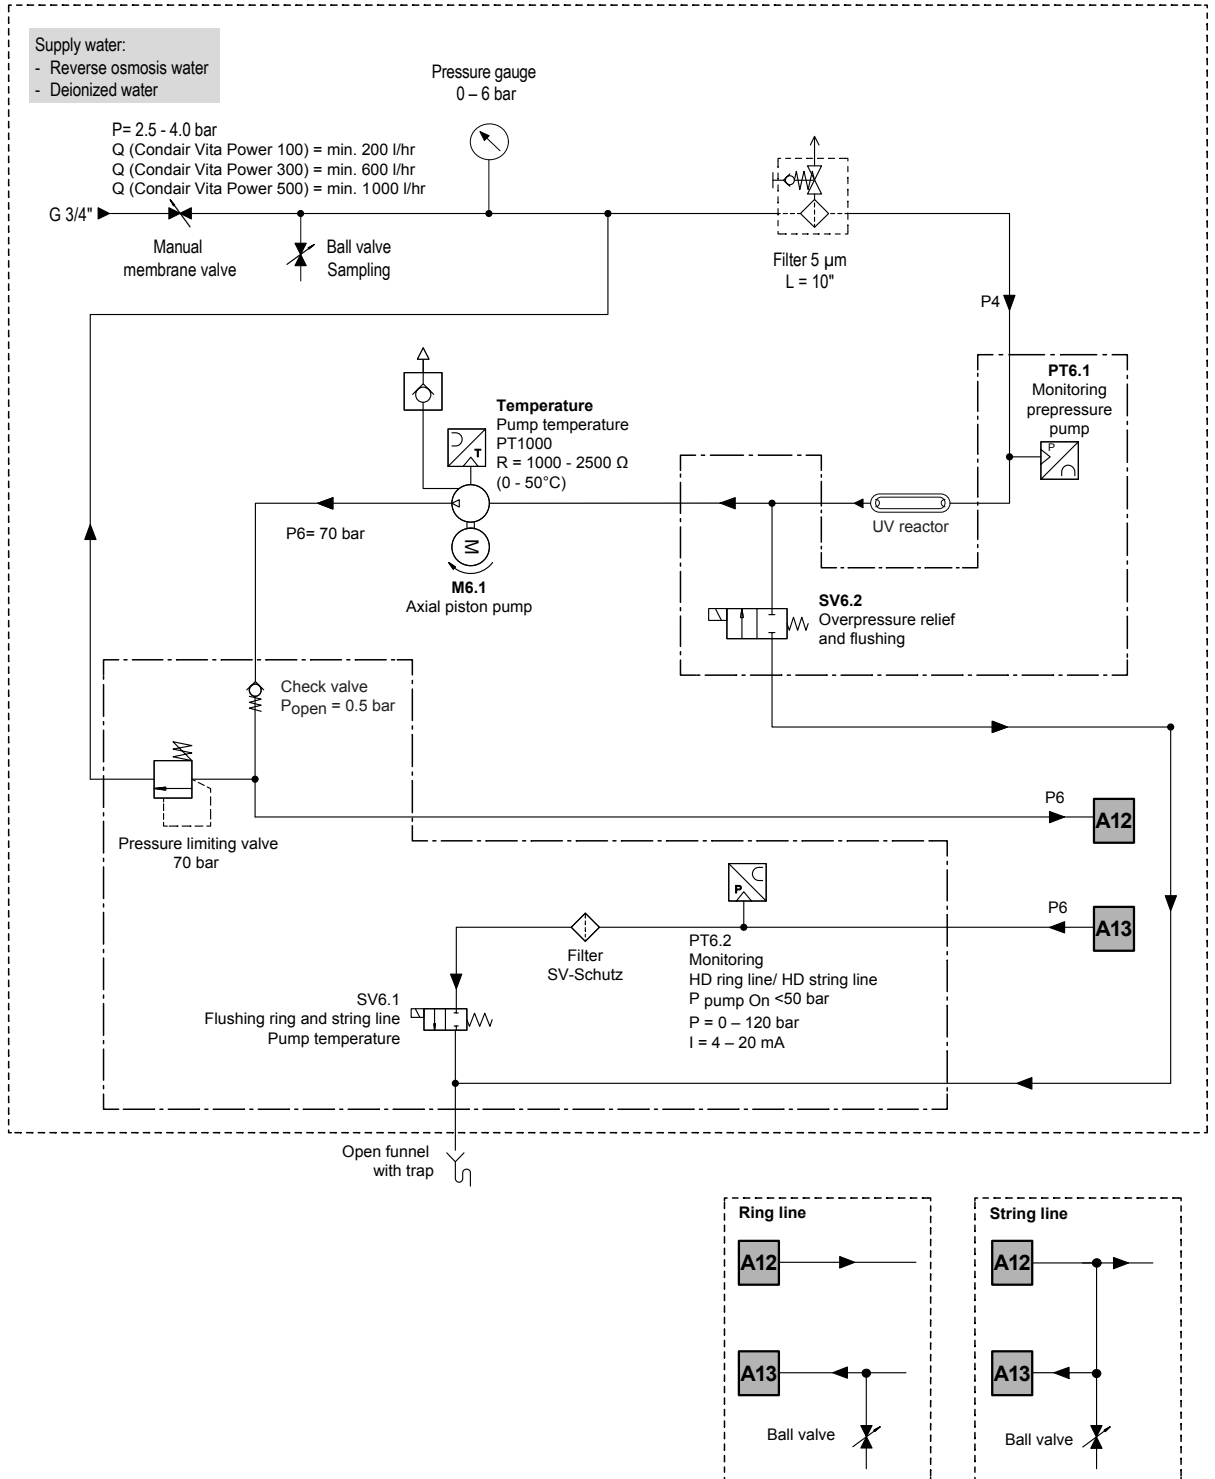 Supply water:
- Reverse osmosis water
- Deionized water
Pressure gauge
0 – 6 bar
P= 2.5 - 4.0 bar
Q (Condair Vita Power 100) = min. 200 l/hr
Q (Condair Vita Power 300) = min. 600 l/hr
Q (Condair Vita Power 500) = min. 1000 l/hr
G 3/4"
Manual
membrane valve
Ball valve
Sampling
Filter 5 µm
L = 10"
P4
PT6.1
Monitoring
prepressure
pump
P
Temperature
Pump temperature
PT1000
R = 1000 - 2500 Ω
(0 - 50°C)
T
UV reactor
P6= 70 bar
M
M6.1
Axial piston pump
SV6.2
Overpressure relief
and flushing
Check valve
Popen = 0.5 bar
Pressure limiting valve
70 bar
P6
A12
P
P6
A13
Filter
SV-Schutz
PT6.2
Monitoring
HD ring line/ HD string line
P pump On <50 bar
P = 0 – 120 bar
I = 4 – 20 mA
SV6.1
Flushing ring and string line
Pump temperature
Open funnel
with trap
Ring line
A12
A13
Ball valve
String line
A12
A13
Ball valve